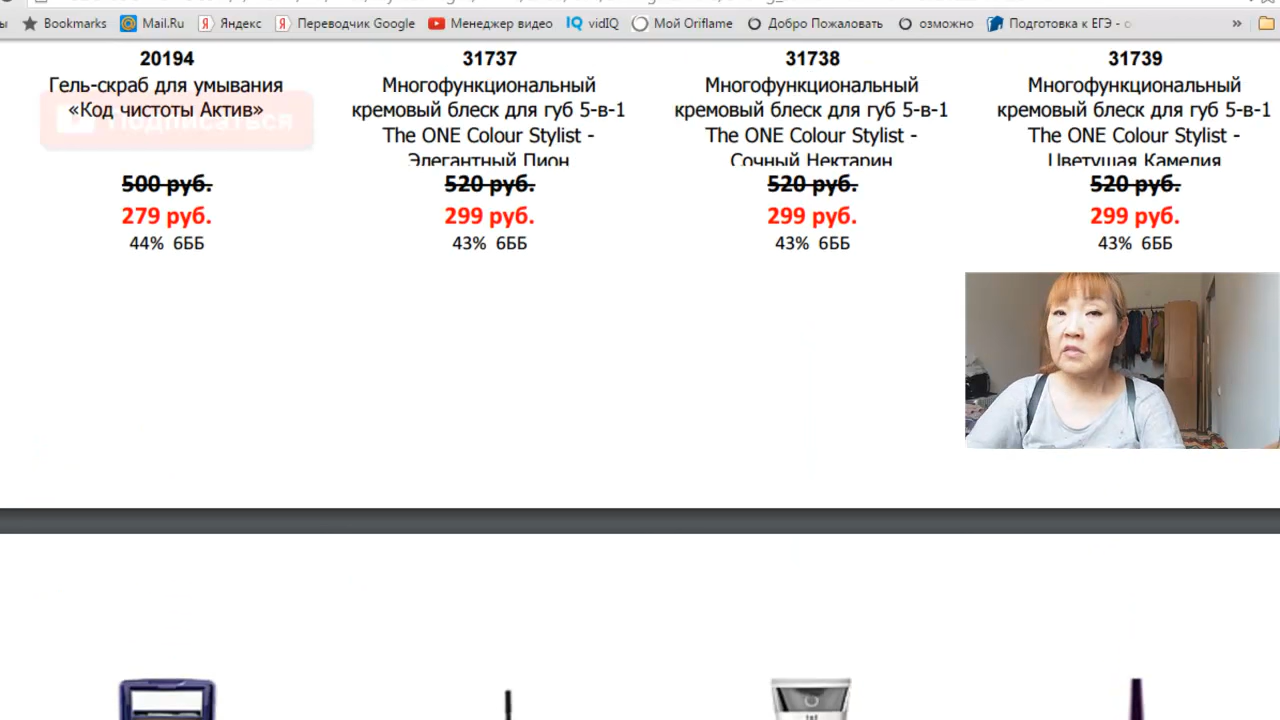 Bookmarks Mail.Ru Яндекс Переводчик Google Менеджер видео vidIQ Мой Oriflame Добро Пожаловать озможно Подготовка к ЕГЭ -
20194
Гель-скраб для умывания
«Код чистоты Актив»
Подписаться
500 руб.
279 руб.
44% 6ББ
31737
Многофункциональный
кремовый блеск для губ 5-в-1
The ONE Colour Stylist -
Элегантный Пион
520 руб.
299 руб.
43% 6ББ
31738
Многофункциональный
кремовый блеск для губ 5-в-1
The ONE Colour Stylist -
Сочный Нектарин
520 руб.
299 руб.
43% 6ББ
31739
Многофункциональный
кремовый блеск для губ 5-в-1
The ONE Colour Stylist -
Цветущая Камелия
520 руб.
299 руб.
43% 6ББ